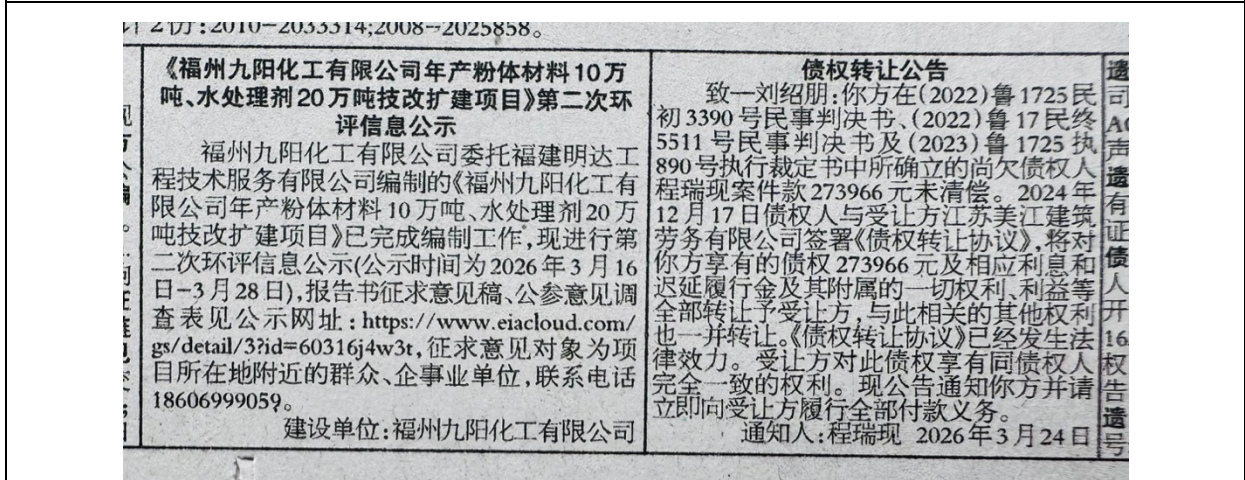 2份:2010-2033314;2008-2025858。
《福州九阳化工有限公司年产粉体材料10万
吨、水处理剂20万吨技改扩建项目》第二次环
评信息公示
福州九阳化工有限公司委托福建明达工
程技术服务有限公司编制的《福州九阳化工有
限公司年产粉体材料10万吨、水处理剂20万
吨技改扩建项目》已完成编制工作,现进行第
二次环评信息公示(公示时间为2026年3月16
日-3月28日),报告书征求意见稿、公参意见调
查表见公示网址:https://www.eiacloud.com/
gs/detail/3?id=60316j4w3t,征求意见对象为项
目所在地附近的群众、企事业单位,联系电话
18606999059。
建设单位:福州九阳化工有限公司
债权转让公告
致一刘绍朋:你方在(2022)鲁1725民
初3390号民事判决书、(2022)鲁17民终
5511号民事判决书及(2023)鲁1725执
890号执行裁定书中所确立的尚欠债权人
程瑞现案件款273966元未清偿。2024年
12月17日债权人与受让方江苏美江建筑
劳务有限公司签署《债权转让协议》,将对
你方享有的债权273966元及相应利息和
迟延履行金及其附属的一切权利、利益等
全部转让予受让方,与此相关的其他权利
也一并转让。《债权转让协议》已经发生法
律效力。受让方对此债权享有同债权人
完全一致的权利。现公告通知你方并请
立即向受让方履行全部付款义务。
通知人:程瑞现 2026年3月24日
遗
司
声
遗
有
证
债
人
开
16
权
告
遗
号